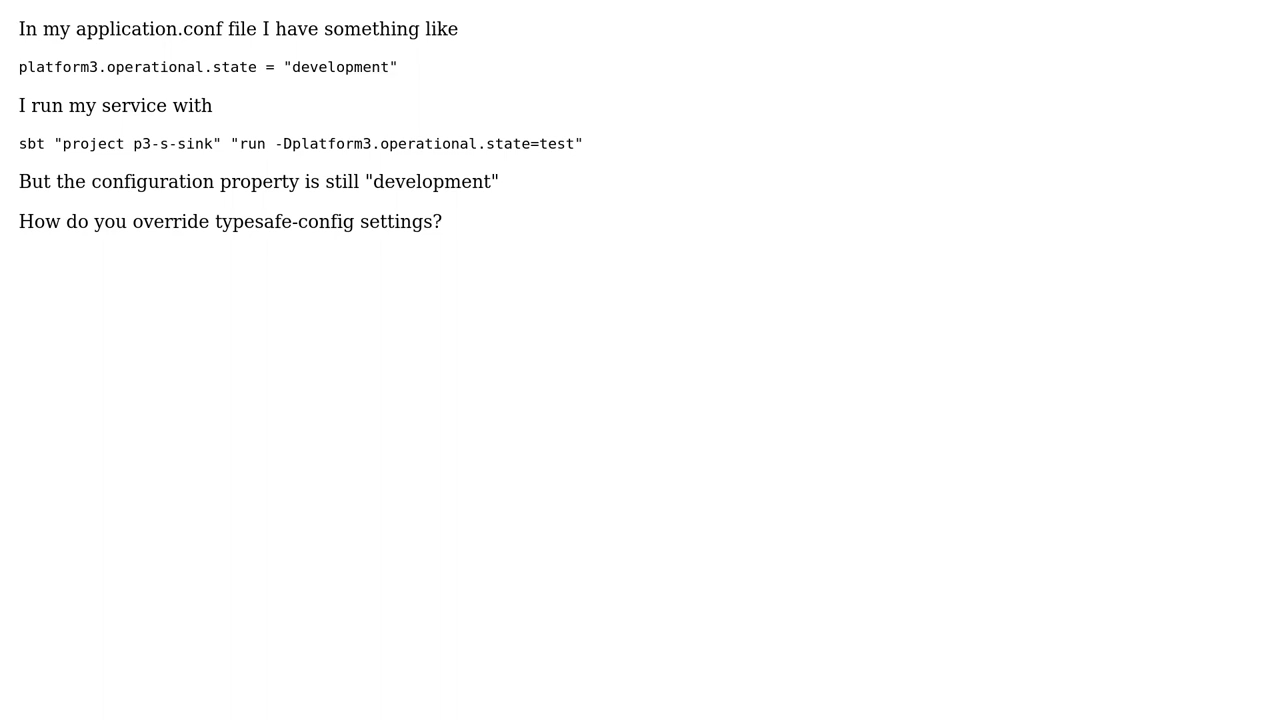 In my application.conf file I have something like
platform3.operational.state = "development"
I run my service with
sbt "project p3-s-sink" "run -Dplatform3.operational.state=test"
But the configuration property is still "development"
How do you override typesafe-config settings?